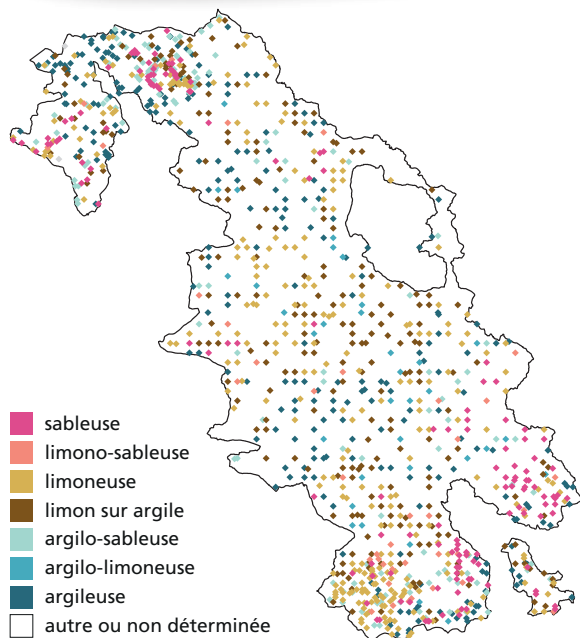 sableuse
limono-sableuse
limoneuse
limon sur argile
argilo-sableuse
argilo-limoneuse
argileuse
autre ou non déterminée